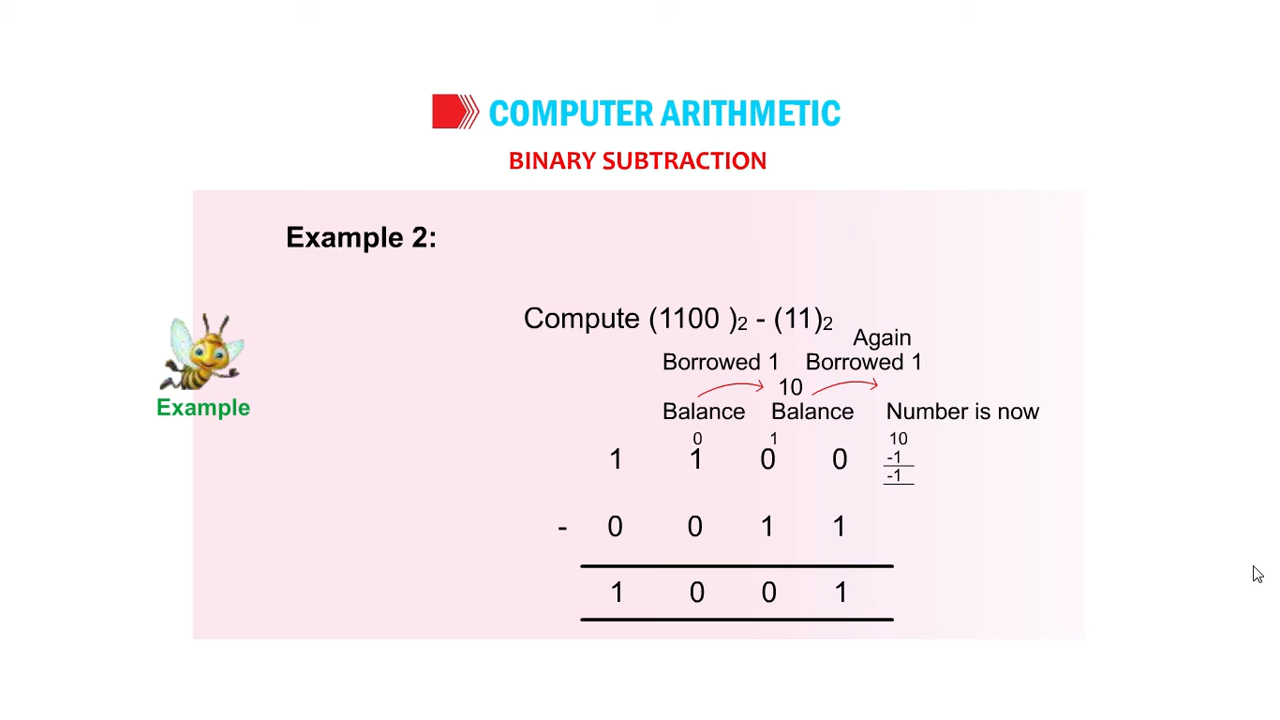 COMPUTER ARITHMETIC
BINARY SUBTRACTION
Example 2:
Compute (1100 )2 - (11)2
Again
Borrowed 1 Borrowed 1
10
Balance Balance Number is now
0 1 10
1 1 0 0 -1
-1
- 0 0 1 1
1 0 0 1
Example